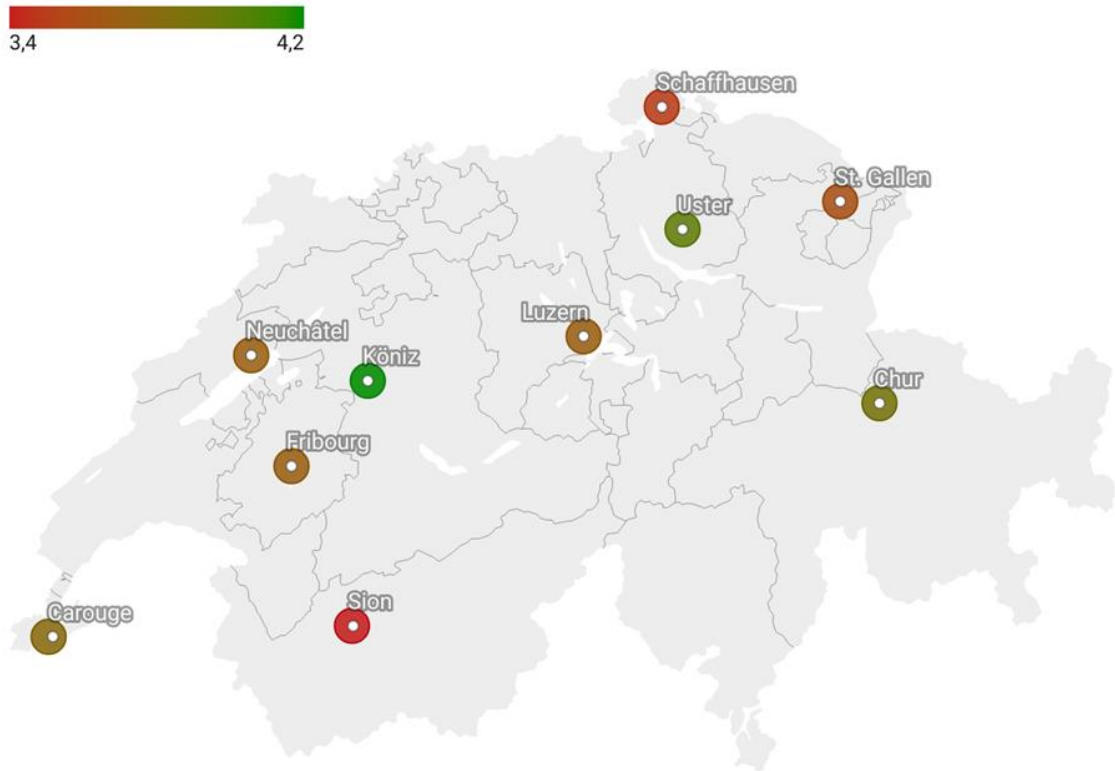 3,4 4,2
Schaffhausen
St. Gallen
Uster
Luzern
Neuchâtel
Köniz
Chur
Fribourg
Sion
Carouge